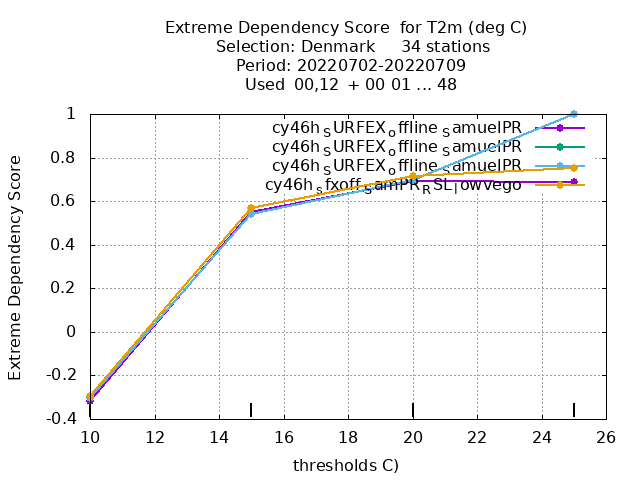 Extreme Dependency Score for T2m (deg C)
Selection: Denmark 34 stations
Period: 20220702-20220709
Used 00,12 + 00 01 ... 48
Extreme Dependency Score
1
0.8
0.6
0.4
0.2
0
-0.2
-0.4
cy46h_SURFEX_offline_SamuelPR
cy46h_SURFEX_offline_SamuelPR
cy46h_SURFEX_offline_SamuelPR
cy46h_sfxoff_SamPR_RSL_lowvego
10 12 14 16 18 20 22 24 26
thresholds C)